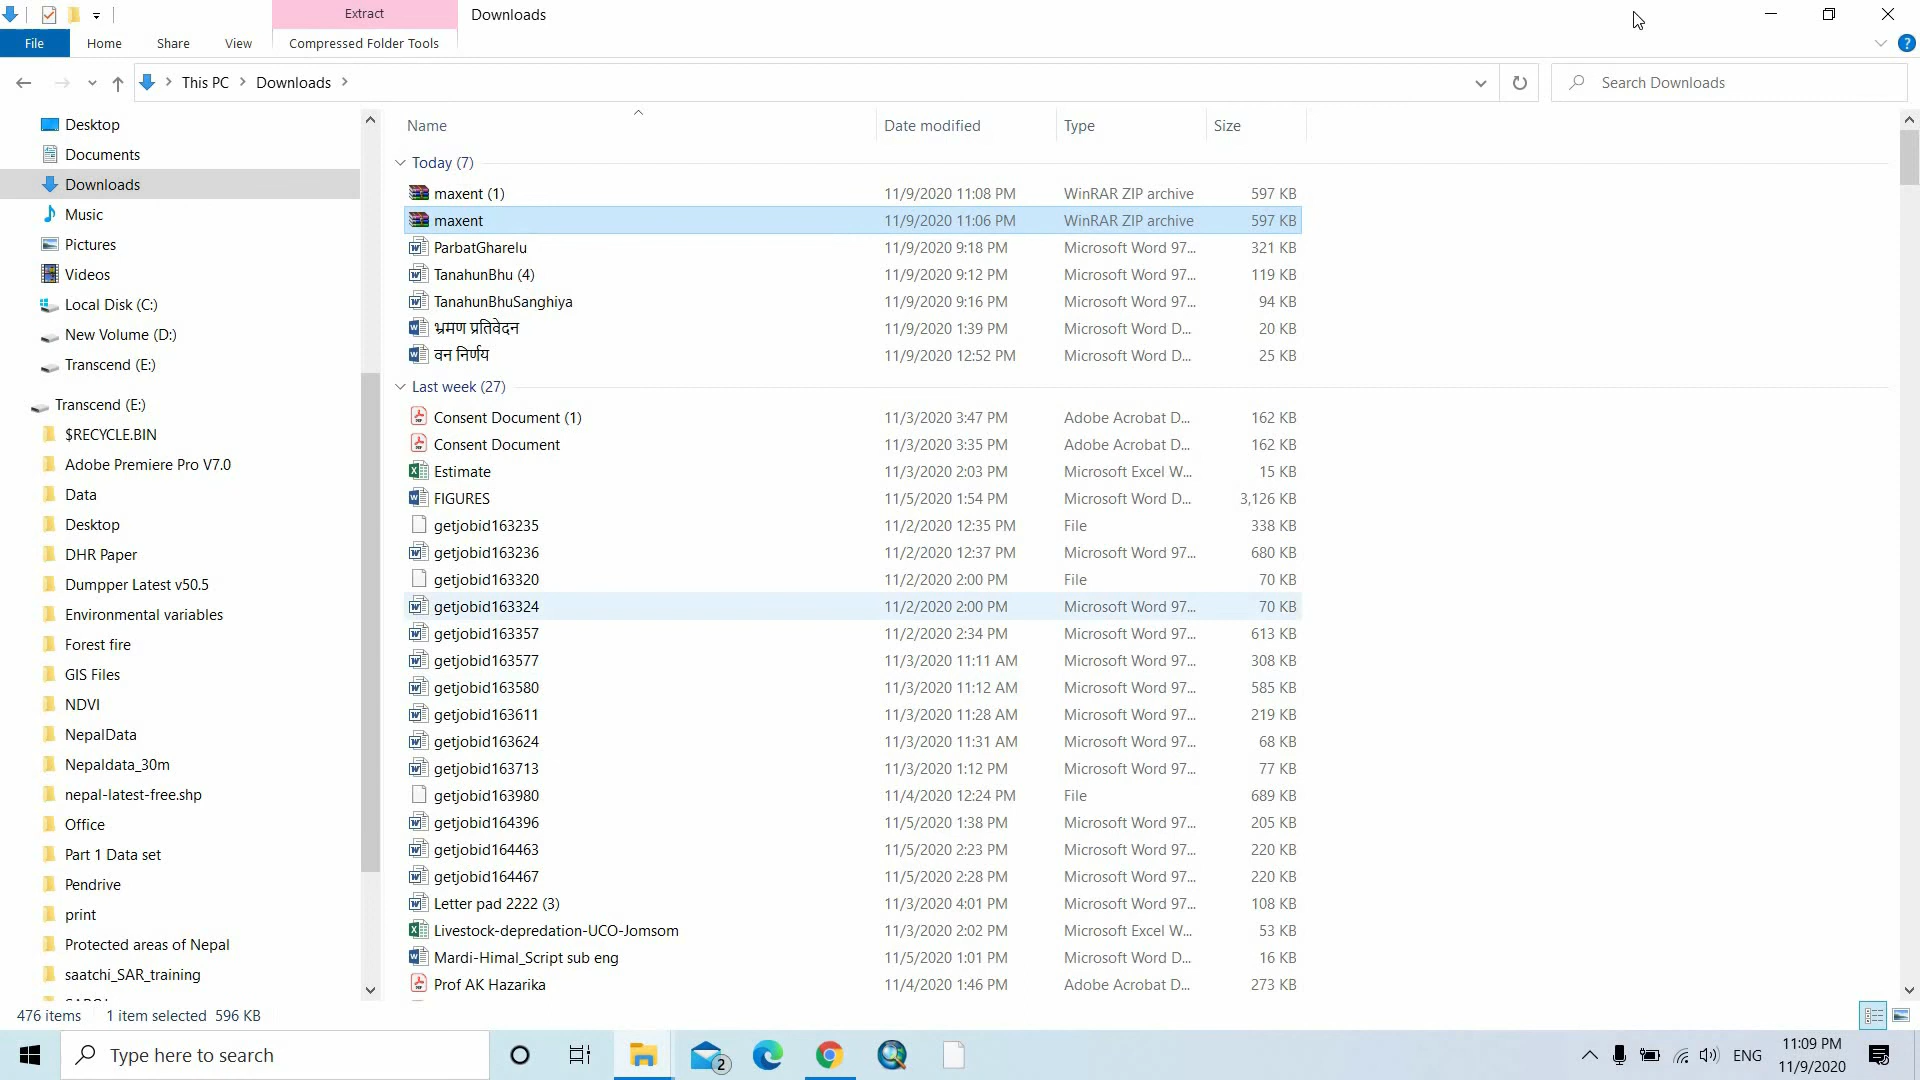 Extract
Downloads
File
Home
Share
View
Compressed Folder Tools
This PC
Downloads
Search Downloads
Desktop
Documents
Downloads
Music
Pictures
Videos
Local Disk (C:)
New Volume (D:)
Transcend (E:)
Transcend (E:)
$RECYCLE.BIN
Adobe Premiere Pro V7.0
Data
Desktop
DHR Paper
Dumpper Latest v50.5
Environmental variables
Forest fire
GIS Files
NDVI
NepalData
Nepaldata_30m
nepal-latest-free.shp
Office
Part 1 Data set
Pendrive
print
Protected areas of Nepal
saatchi_SAR_training
Name Date modified Type Size
Today (7)
maxent (1) 11/9/2020 11:08 PM WinRAR ZIP archive 597 KB
maxent 11/9/2020 11:06 PM WinRAR ZIP archive 597 KB
ParbatGharelu 11/9/2020 9:18 PM Microsoft Word 97... 321 KB
TanahunBhu (4) 11/9/2020 9:12 PM Microsoft Word 97... 119 KB
TanahunBhuSanghiya 11/9/2020 9:16 PM Microsoft Word 97... 94 KB
भ्रमण प्रतिवेदन 11/9/2020 1:39 PM Microsoft Word D... 20 KB
वन निर्णय 11/9/2020 12:52 PM Microsoft Word D... 25 KB
Last week (27)
Consent Document (1) 11/3/2020 3:47 PM Adobe Acrobat D... 162 KB
Consent Document 11/3/2020 3:35 PM Adobe Acrobat D... 162 KB
Estimate 11/3/2020 2:03 PM Microsoft Excel W... 15 KB
FIGURES 11/5/2020 1:54 PM Microsoft Word D... 3,126 KB
getjobid163235 11/2/2020 12:35 PM File 338 KB
getjobid163236 11/2/2020 12:37 PM Microsoft Word 97... 680 KB
getjobid163320 11/2/2020 2:00 PM File 70 KB
getjobid163324 11/2/2020 2:00 PM Microsoft Word 97... 70 KB
getjobid163357 11/2/2020 2:34 PM Microsoft Word 97... 613 KB
getjobid163577 11/3/2020 11:11 AM Microsoft Word 97... 308 KB
getjobid163580 11/3/2020 11:12 AM Microsoft Word 97... 585 KB
getjobid163611 11/3/2020 11:28 AM Microsoft Word 97... 219 KB
getjobid163624 11/3/2020 11:31 AM Microsoft Word 97... 68 KB
getjobid163713 11/3/2020 1:12 PM Microsoft Word 97... 77 KB
getjobid163980 11/4/2020 12:24 PM File 689 KB
getjobid164396 11/5/2020 1:38 PM Microsoft Word 97... 205 KB
getjobid164463 11/5/2020 2:23 PM Microsoft Word 97... 220 KB
getjobid164467 11/5/2020 2:28 PM Microsoft Word 97... 220 KB
Letter pad 2222 (3) 11/3/2020 4:01 PM Microsoft Word 97... 108 KB
Livestock-depredation-UCO-Jomsom 11/3/2020 2:02 PM Microsoft Excel W... 53 KB
Mardi-Himal_Script sub eng 11/5/2020 1:01 PM Microsoft Word D... 16 KB
Prof AK Hazarika 11/4/2020 1:46 PM Adobe Acrobat D... 273 KB
476 items 1 item selected 596 KB
Type here to search
2
ENG
11:09 PM
11/9/2020